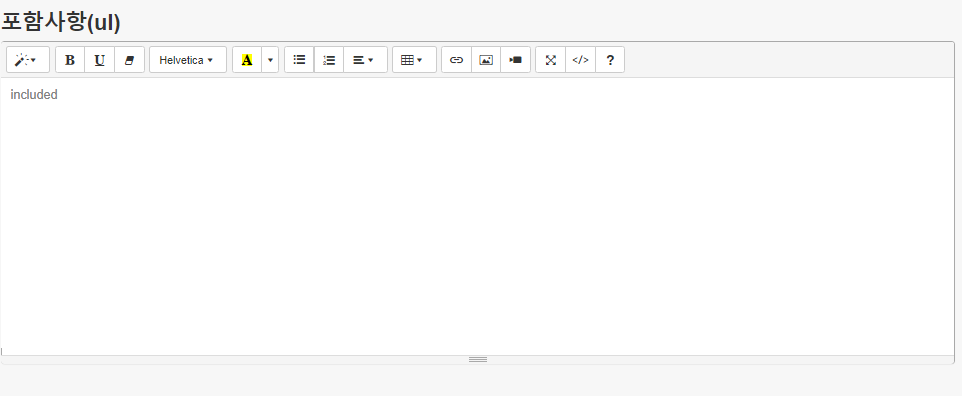 포함사항(ul)
B U Helvetica A </> ?
included